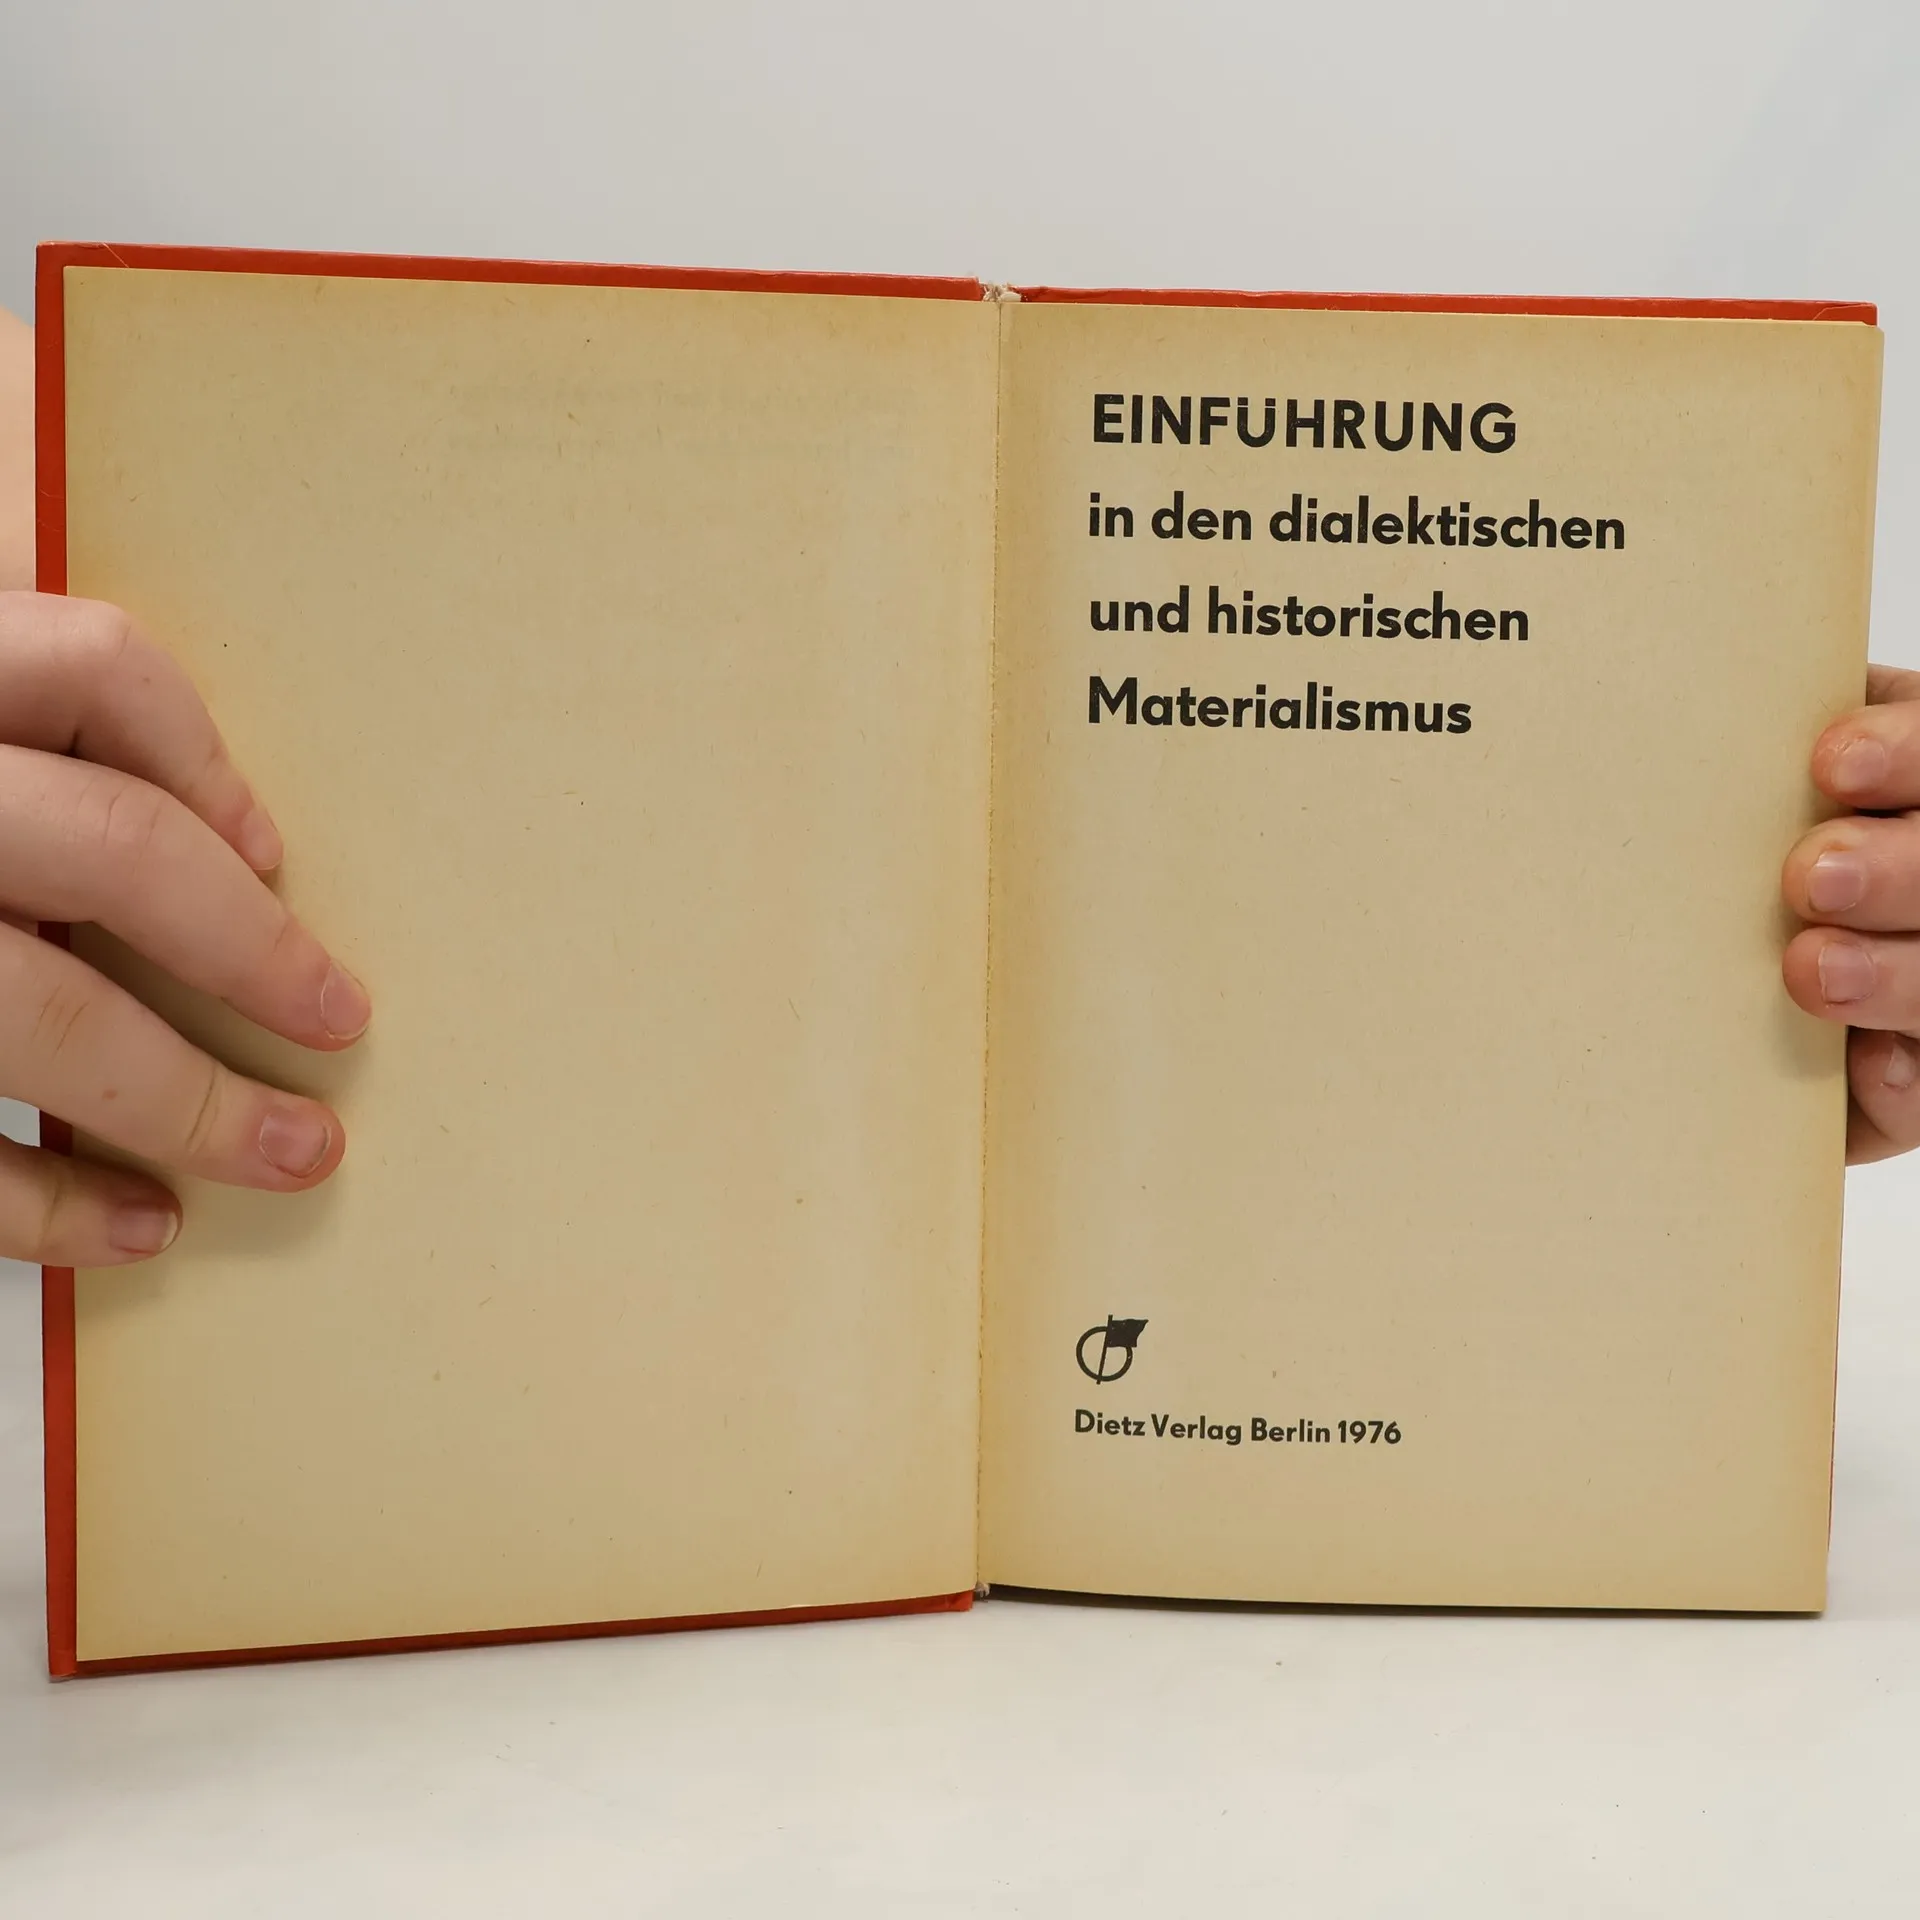 EINFÜHRUNG
in den dialektischen
und historischen
Materialismus
Dietz Verlag Berlin 1976